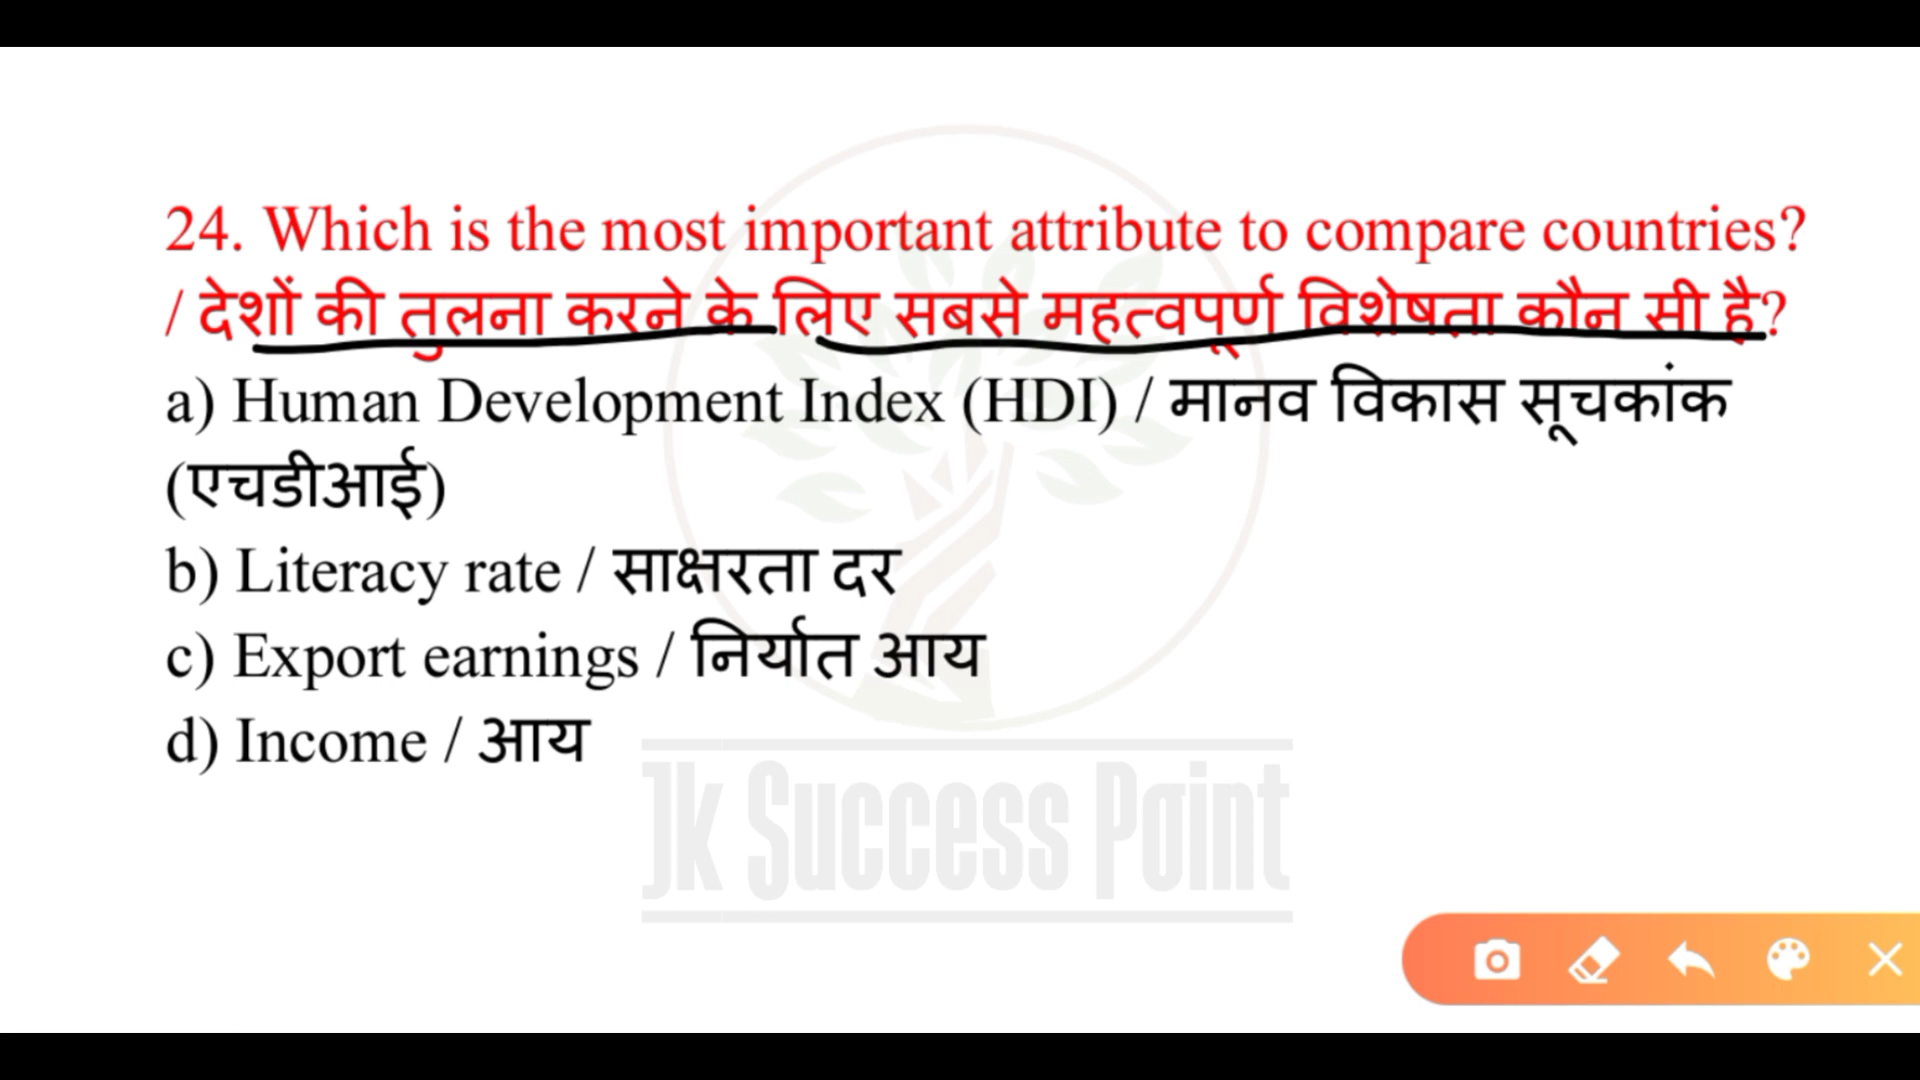 24. Which is the most important attribute to compare countries?
/ देशों की तुलना करने के लिए सबसे महत्वपूर्ण विशेषता कौन सी है?
a) Human Development Index (HDI) / मानव विकास सूचकांक
(एचडीआई)
b) Literacy rate / साक्षरता दर
c) Export earnings / निर्यात आय
d) Income / आय
Jk Success Point